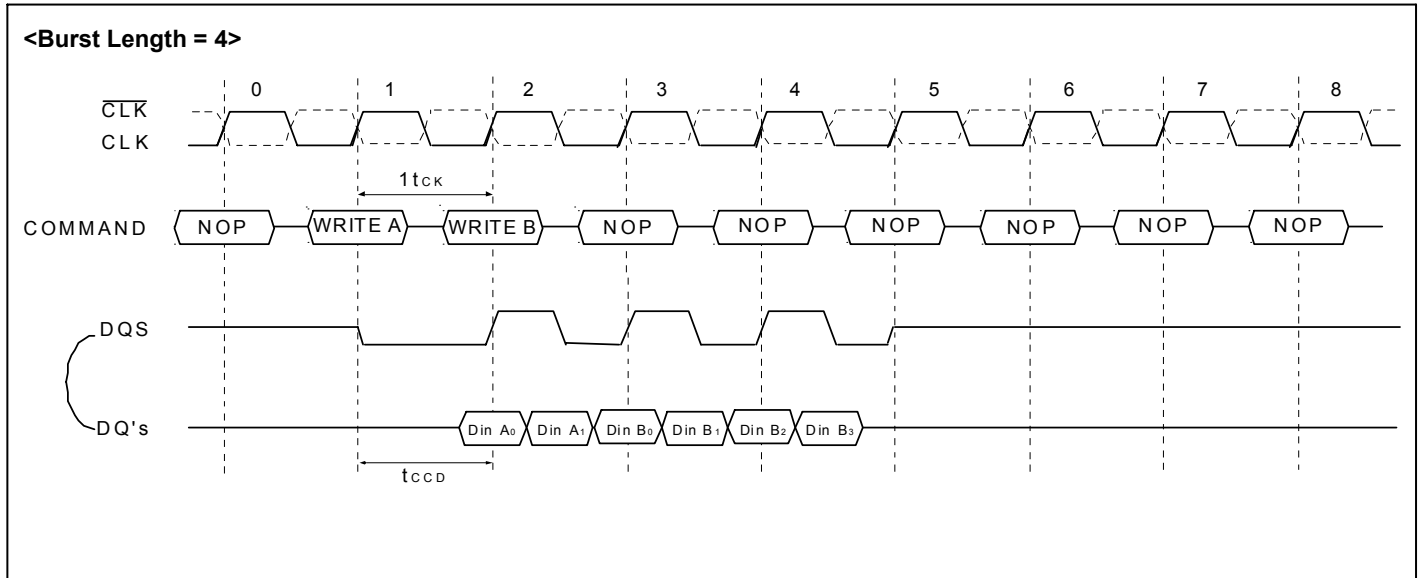 <Burst Length = 4>
0 1 2 3 4 5 6 7 8
CLK
CLK
1tCK
COMMAND NOP WRITE A WRITE B NOP NOP NOP NOP NOP NOP
DQS
DQ's Din A0 Din A1 Din B0 Din B1 Din B2 Din B3
tCCD